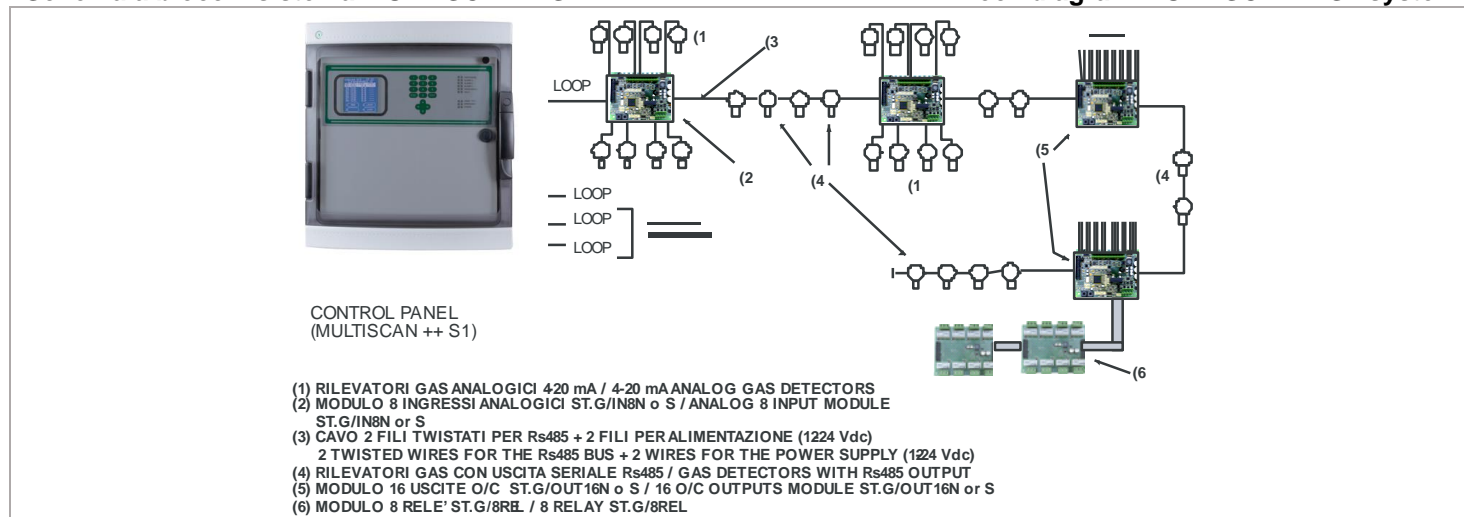 LOOP
(1
(3
(2
(4
(1
(5
(4
LOOP
LOOP
LOOP
(6
CONTROL PANEL
(MULTISCAN ++ S1)
(1) RILEVATORI GAS ANALOGICI 4-20 mA / 4-20 mA ANALOG GAS DETECTORS
(2) MODULO 8 INGRESSI ANALOGICI ST.G/IN8N o S / ANALOG 8 INPUT MODULE
ST.G/IN8N or S
(3) CAVO 2 FILI TWISTATI PER Rs485 + 2 FILI PER ALIMENTAZIONE (12-24 Vdc)
2 TWISTED WIRES FOR THE Rs485 BUS + 2 WIRES FOR THE POWER SUPPLY (12-24 Vdc)
(4) RILEVATORI GAS CON USCITA SERIALE Rs485 / GAS DETECTORS WITH Rs485 OUTPUT
(5) MODULO 16 USCITE O/C ST.G/OUT16N o S / 16 O/C OUTPUTS MODULE ST.G/OUT16N or S
(6) MODULO 8 RELE' ST.G/8REL / 8 RELAY ST.G/8REL